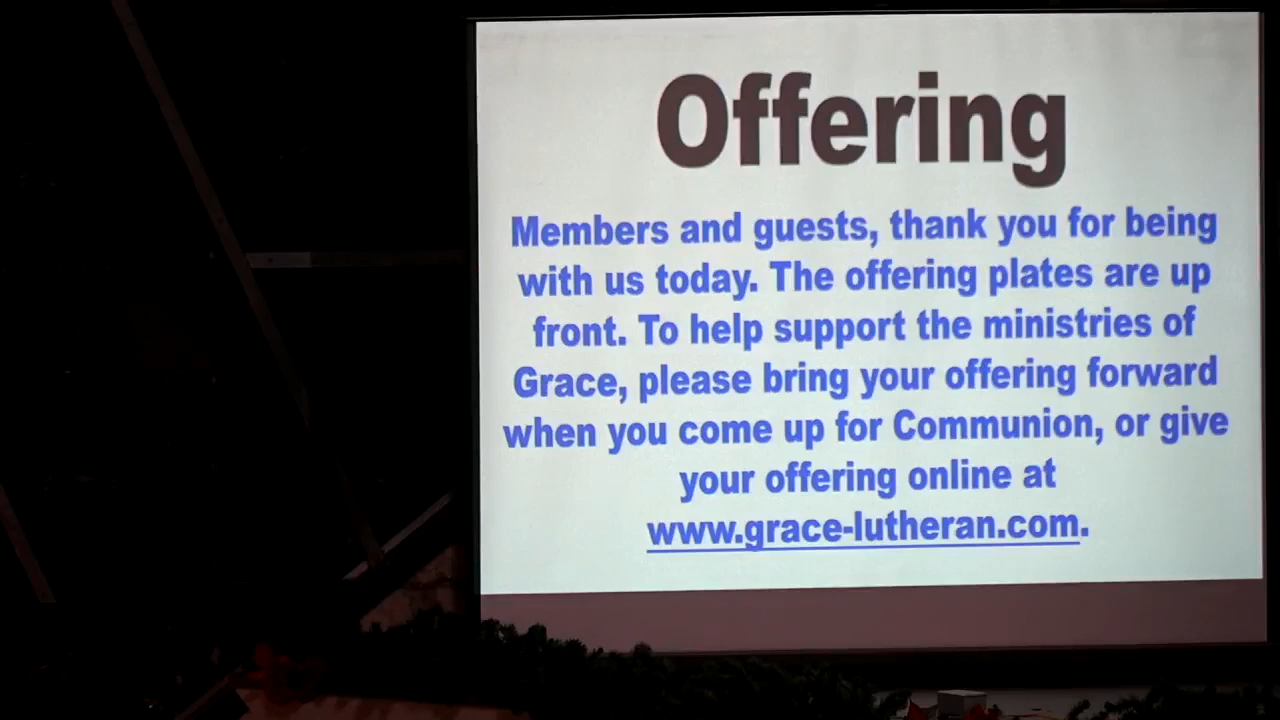 Offering
Members and guests, thank you for being
with us today. The offering plates are up
front. To help support the ministries of
Grace, please bring your offering forward
when you come up for Communion, or give
your offering online at
www.grace-lutheran.com.